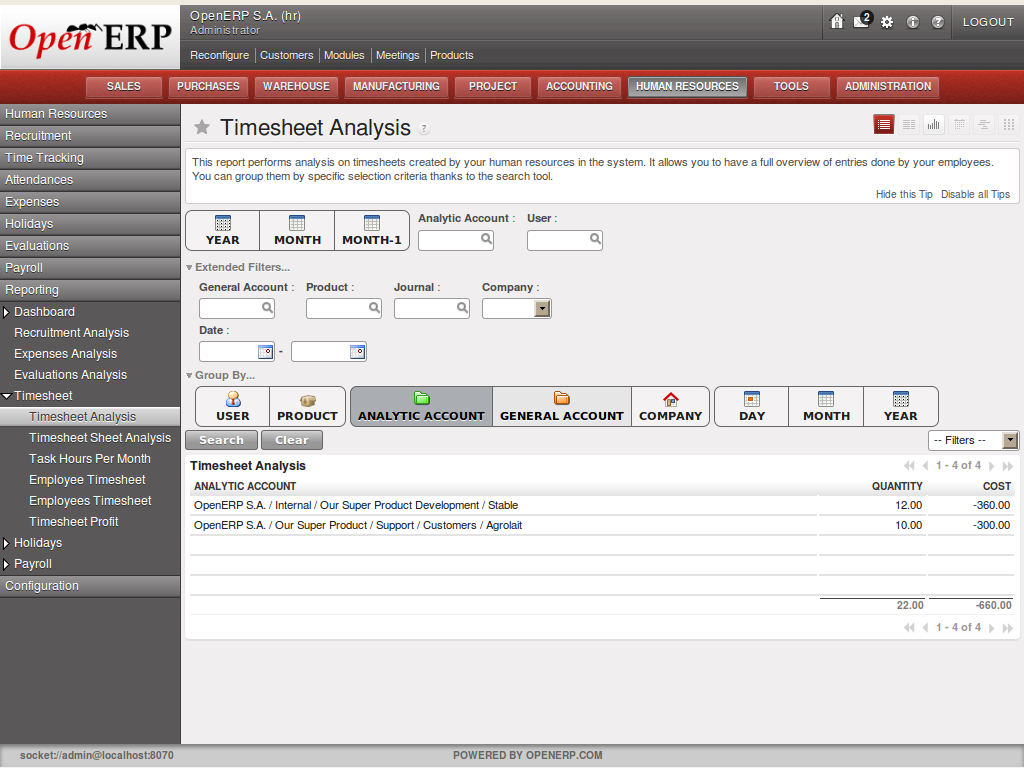 Open ERP
OpenERP S.A. (hr)
Administrator
2
LOGOUT
Reconfigure Customers Modules Meetings Products
SALES PURCHASES WAREHOUSE MANUFACTURING PROJECT ACCOUNTING HUMAN RESOURCES TOOLS ADMINISTRATION
Human Resources
Recruitment
Time Tracking
Attendances
Expenses
Holidays
Evaluations
Payroll
Reporting
Dashboard
Recruitment Analysis
Expenses Analysis
Evaluations Analysis
Timesheet
Timesheet Analysis
Timesheet Sheet Analysis
Task Hours Per Month
Employee Timesheet
Employees Timesheet
Timesheet Profit
Holidays
Payroll
Configuration
Timesheet Analysis ?
This report performs analysis on timesheets created by your human resources in the system. It allows you to have a full overview of entries done by your employees.
You can group them by specific selection criteria thanks to the search tool.
Hide this Tip Disable all Tips
YEAR MONTH MONTH-1
Analytic Account : User :
Extended Filters...
General Account : Product : Journal : Company :
Date :
-
Group By...
USER PRODUCT ANALYTIC ACCOUNT GENERAL ACCOUNT COMPANY DAY MONTH YEAR
Search Clear
-- Filters --
Timesheet Analysis 1 - 4 of 4
ANALYTIC ACCOUNT QUANTITY COST
OpenERP S.A. / Internal / Our Super Product Development / Stable 12.00 -360.00
OpenERP S.A. / Our Super Product / Support / Customers / Agrolait 10.00 -300.00
22.00 -660.00
1 - 4 of 4
socket://admin@localhost:8070
POWERED BY OPENERP.COM